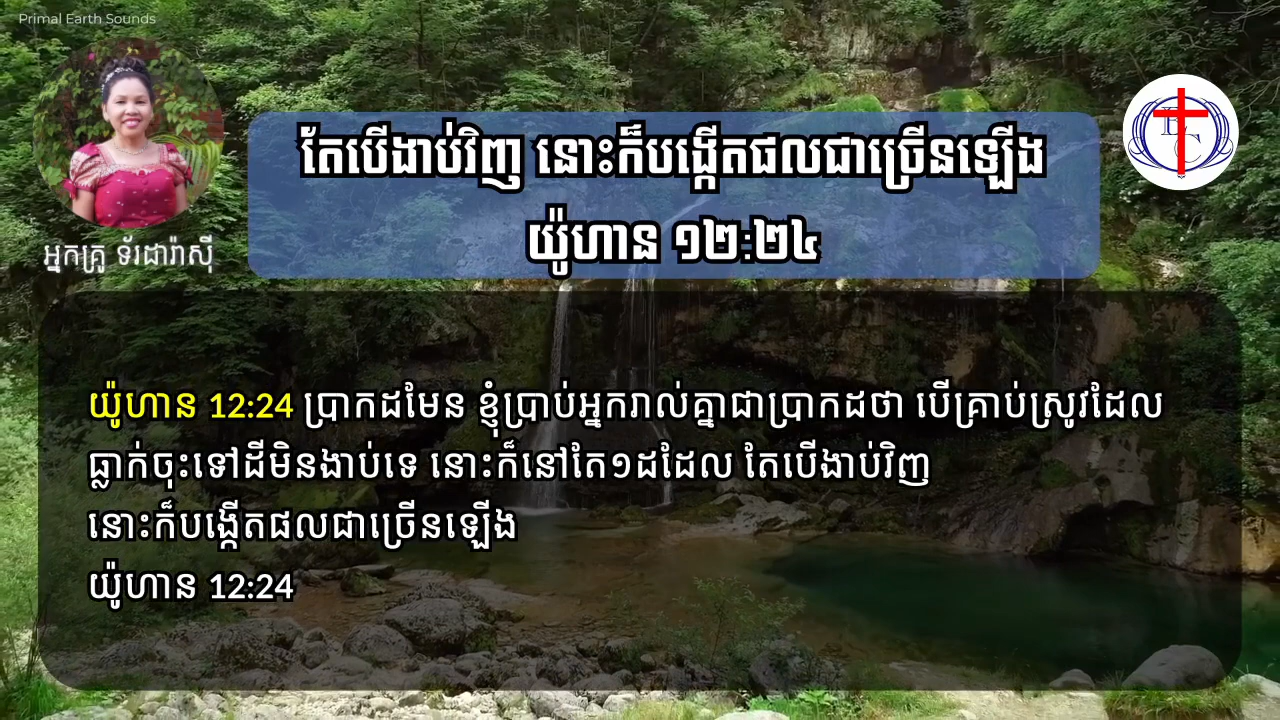 Primal Earth Sounds
តែបើងាប់វិញ នោះក៏បង្កើតផលជាច្រើនឡើង
យ៉ូហាន ១២:២៤
អ្នកគ្រូ ទ័រដារ៉ាស៊ី
យ៉ូហាន 12:24 ប្រាកដមែន ខ្ញុំប្រាប់អ្នករាល់គ្នាជាប្រាកដថា បើគ្រាប់ស្រូវដែល
ធ្លាក់ចុះទៅដីមិនងាប់ទេ នោះក៏នៅតែ១ដដែល តែបើងាប់វិញ
នោះក៏បង្កើតផលជាច្រើនឡើង
យ៉ូហាន 12:24